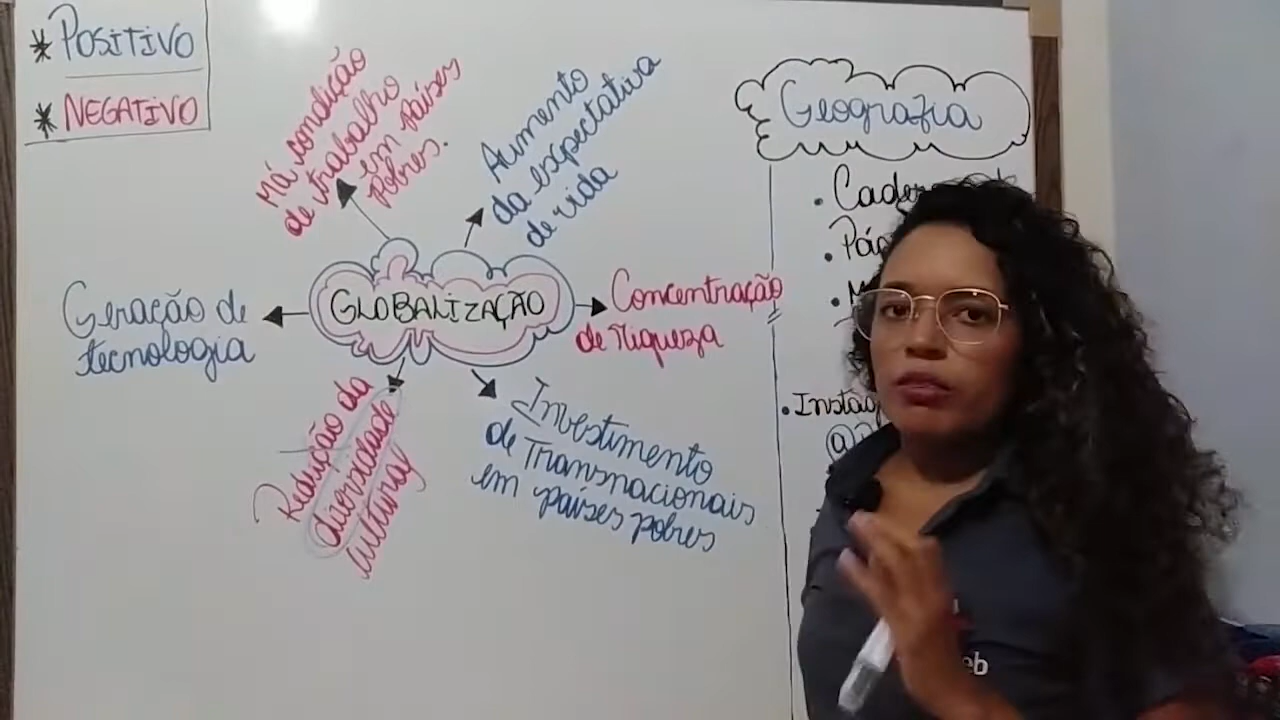 * POSITIVO
* NEGATIVO
Má condição
de trabalho
em países
pobres.
Aumento
da expectativa
de vida
Geração de
tecnologia
GLOBALIZAÇÃO
Concentração
de riqueza
Redução da
diversidade
cultural
Investimento
de Transnacionais
em países pobres
Geografia